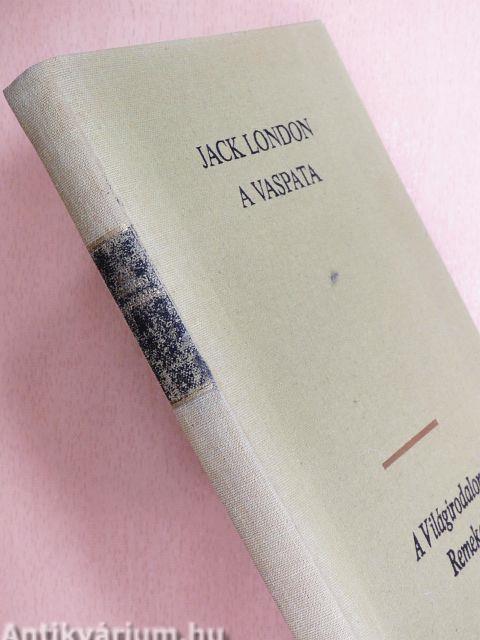 JACK LONDON
A VASPATA
A Világirodalom
Remek
Antikvárium.hu